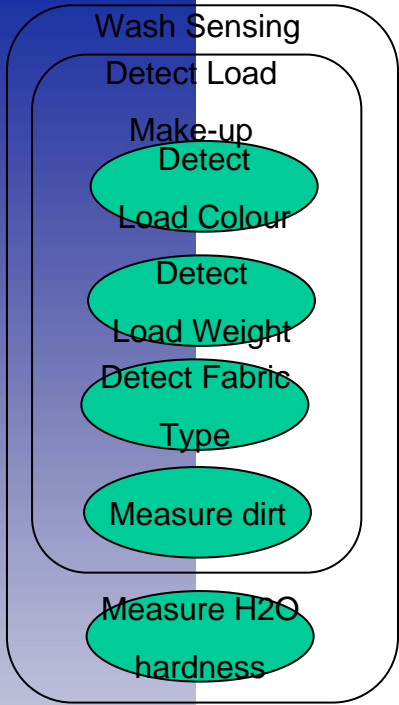 Wash Sensing
Detect Load
Make-up
Detect
Load Colour
Detect
Load Weight
Detect Fabric
Type
Measure dirt
Measure H2O
hardness